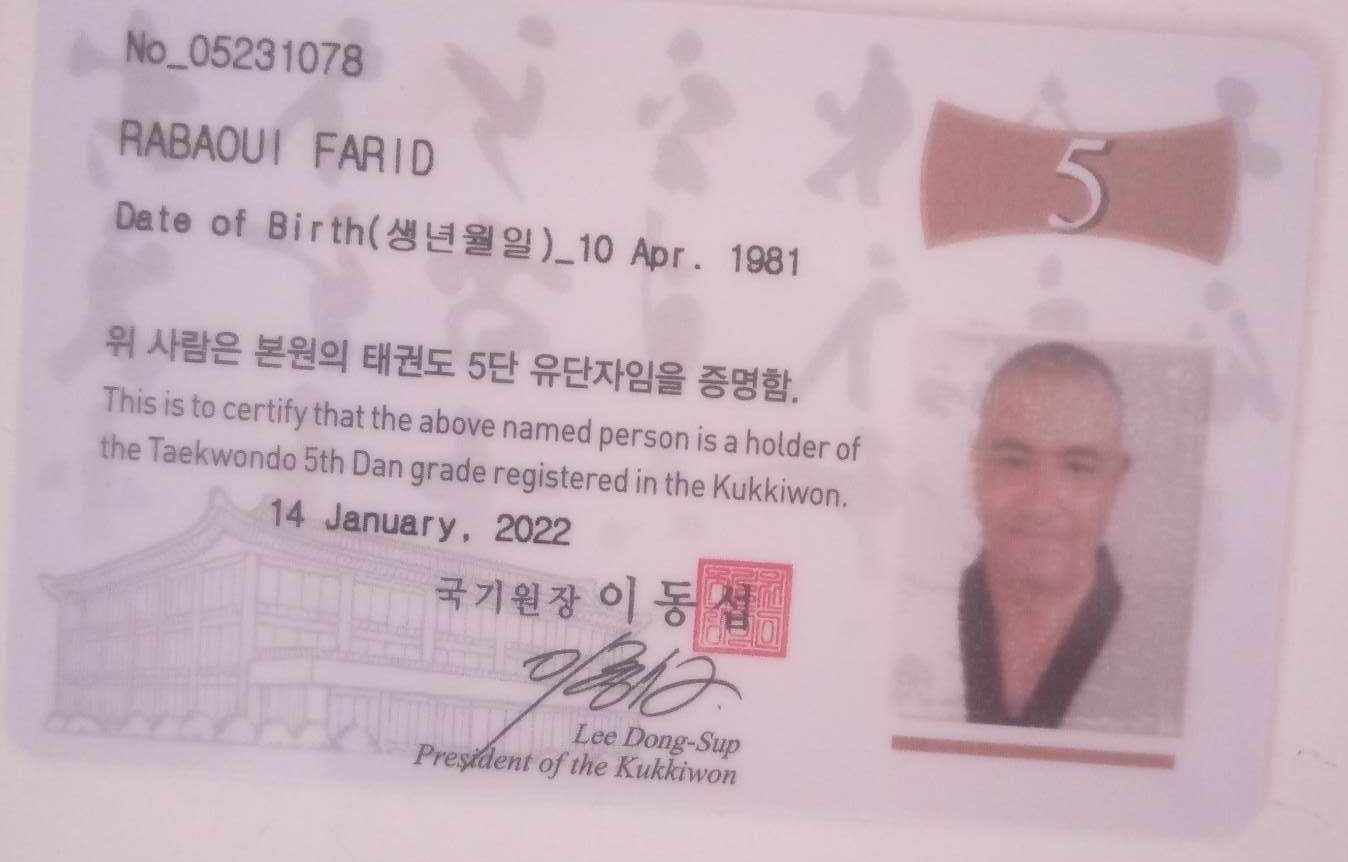 No_05231078
5
RABAOUI FARID
Date of Birth(생년월일)_10 Apr. 1981
위 사람은 본원의 태권도 5단 유단자임을 증명함.
This is to certify that the above named person is a holder of
the Taekwondo 5th Dan grade registered in the Kukkiwon.
14 January, 2022
국기원장 이 동 섭
Lee Dong-Sup
President of the Kukkiwon